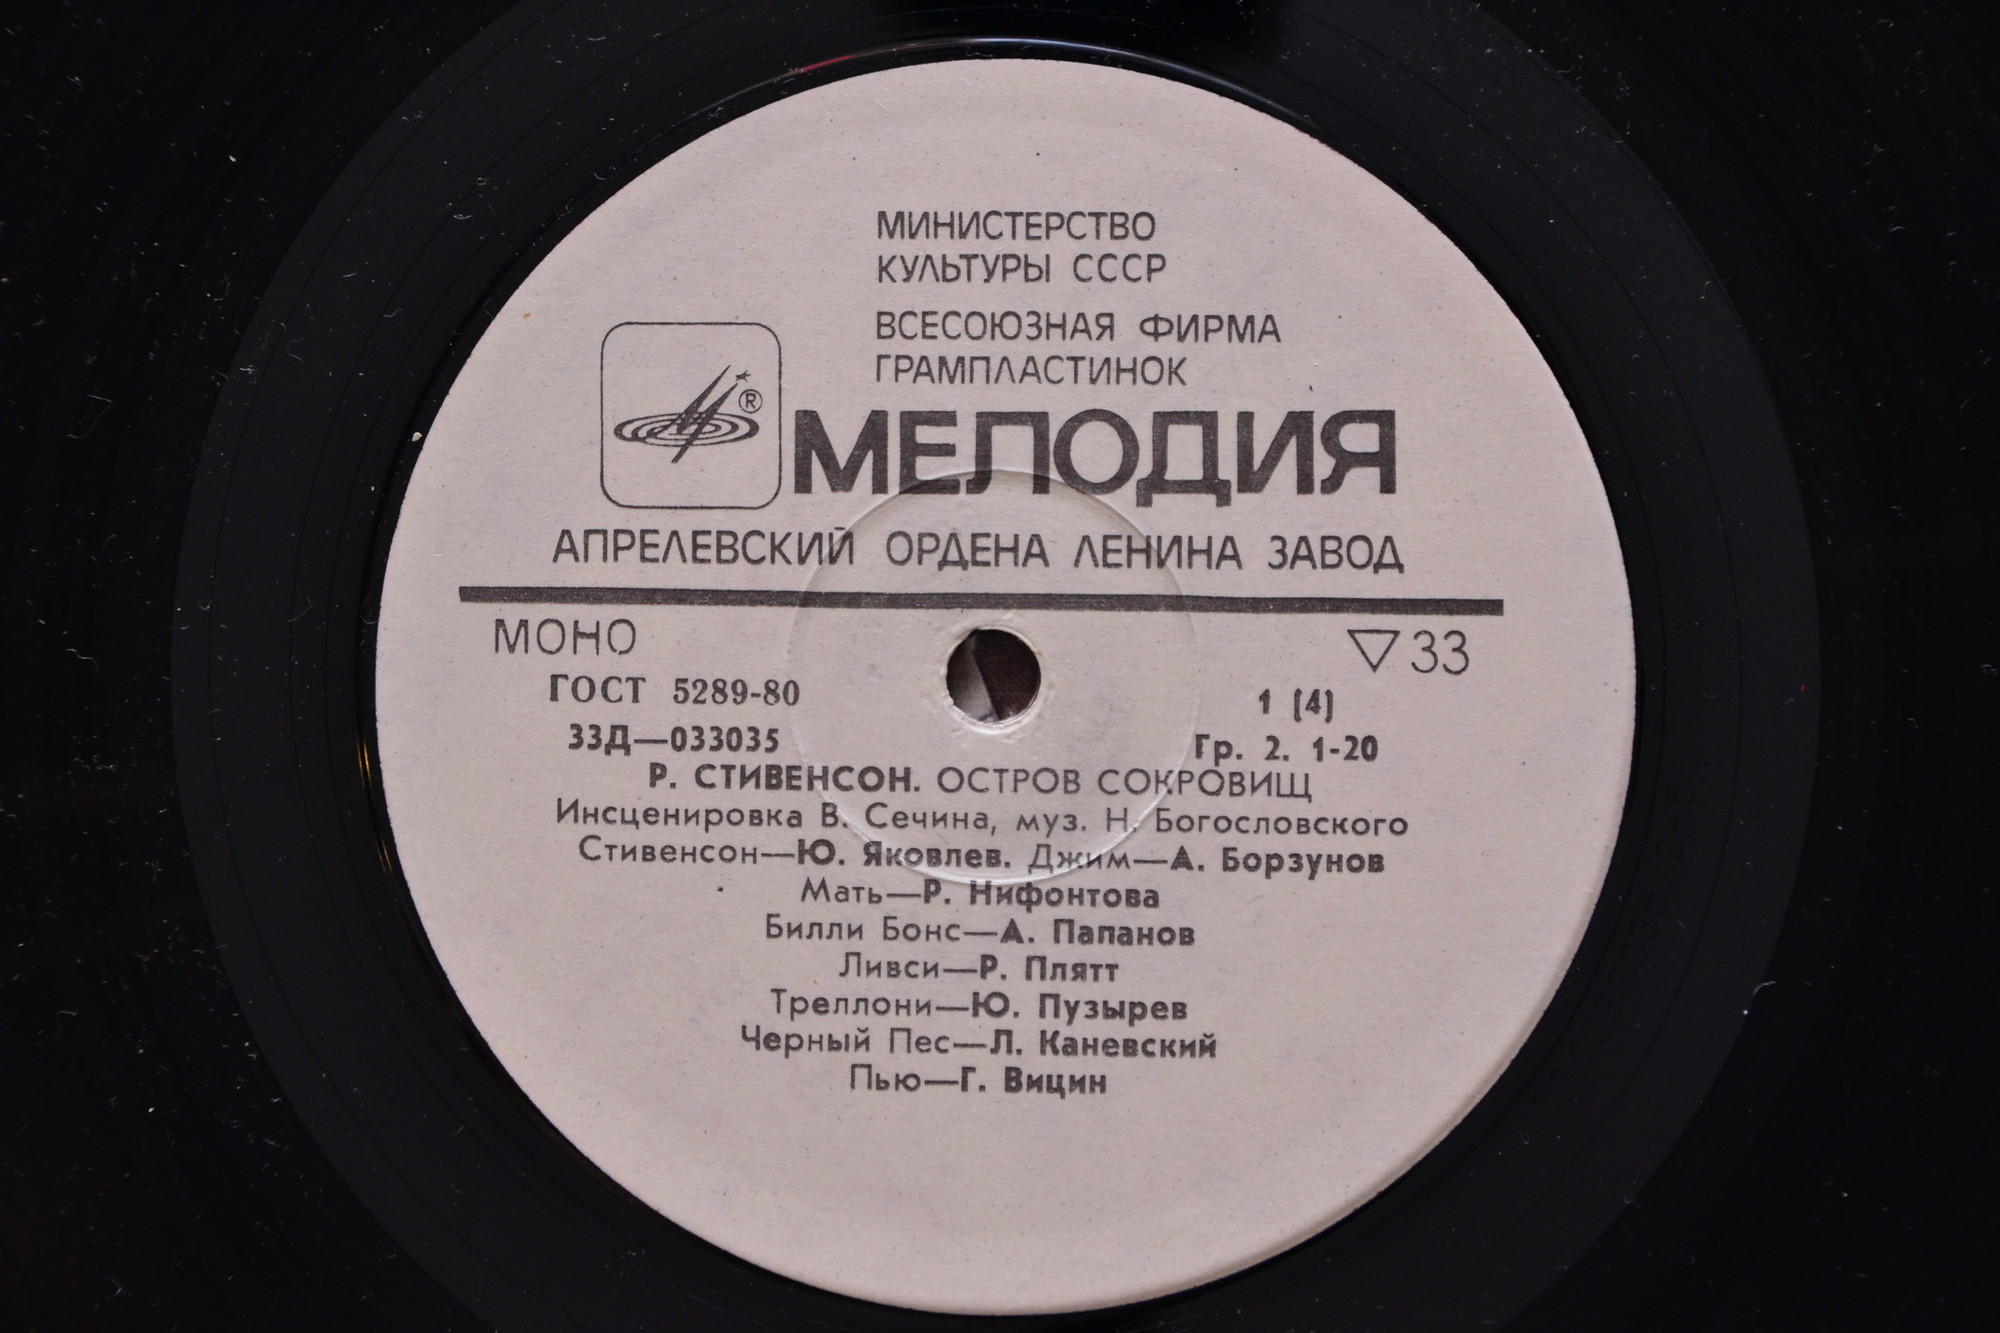 МИНИСТЕРСТВО
КУЛЬТУРЫ СССР
ВСЕСОЮЗНАЯ ФИРМА
ГРАМПЛАСТИНОК
®
МЕЛОДИЯ
АПРЕЛЕВСКИЙ ОРДЕНА ЛЕНИНА ЗАВОД
МОНО ▽33
ГОСТ 5289-80 1 (4)
33Д—033035 Гр. 2. 1-20
Р. СТИВЕНСОН. ОСТРОВ СОКРОВИЩ
Инсценировка В. Сечина, муз. Н. Богословского
Стивенсон—Ю. Яковлев. Джим—А. Борзунов
Мать—Р. Нифонтова
Билли Бонс—А. Папанов
Ливси—Р. Плятт
Треллони—Ю. Пузырев
Черный Пес—Л. Каневский
Пью—Г. Вицин